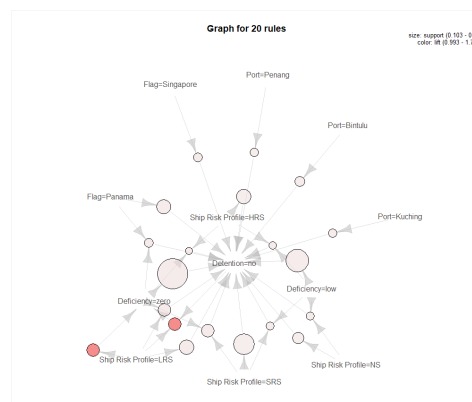 Graph for 20 rules
size: support (0.103 - 0
color: lift (0.993 - 1.7
Port=Penang
Flag=Singapore
Port=Bintulu
Flag=Panama
Ship Risk Profile=HRS
Port=Kuching
Detention=no
Deficiency=low
Deficiency=zero
Ship Risk Profile=LRS
Ship Risk Profile=NS
Ship Risk Profile=SRS